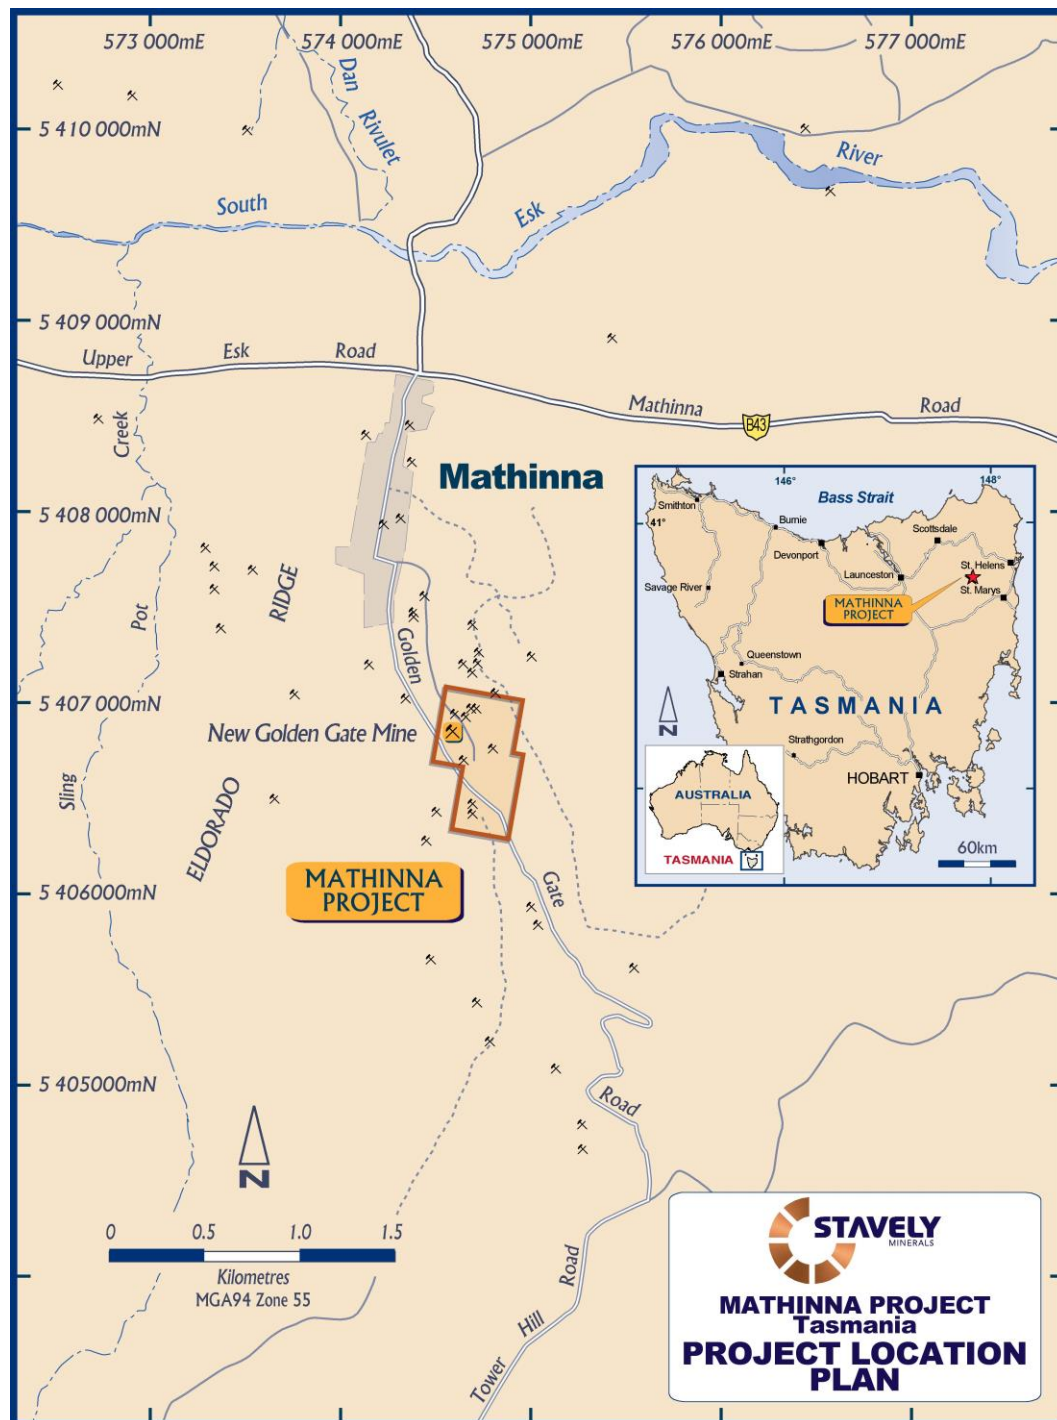 573 000mE
574 000mE
575 000mE
576 000mE
577 000mE
5 410 000mN
Dan
Rivulet
River
South
Esk
5 409 000mN
Upper
Esk
Road
Mathinna
B43
Road
Creek
Mathinna
5 408 000mN
Pot
RIDGE
Golden
5 407 000mN
New Golden Gate Mine
Sling
ELDORADO
MATHINNA
PROJECT
5 406000mN
Gate
5 405000mN
Road
N
0
0.5
1.0
1.5
Kilometres
MGA94 Zone 55
Road
Hill
Tower
146°
148°
Bass Strait
41°
Smithton
Burnie
Devonport
Scottsdale
Launceston
St. Helens
Savage River
St. Marys
MATHINNA
PROJECT
Queenstown
Strahan
N
TASMANIA
Strathgordon
HOBART
AUSTRALIA
TASMANIA
60km
STAVELY
MINERALS
MATHINNA PROJECT
Tasmania
PROJECT LOCATION
PLAN